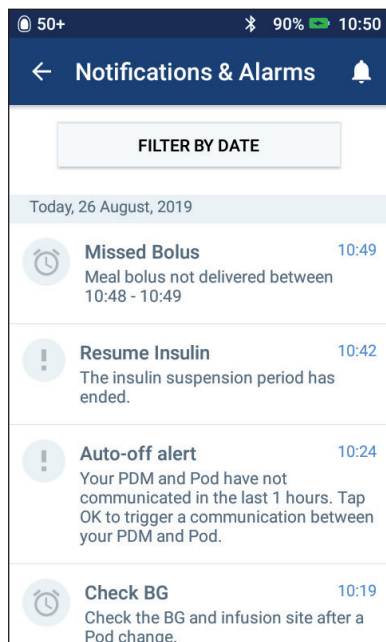 50+ 90% 10:50
Notifications & Alarms
FILTER BY DATE
Today, 26 August, 2019
Missed Bolus 10:49
Meal bolus not delivered between
10:48 - 10:49
Resume Insulin 10:42
The insulin suspension period has
ended.
Auto-off alert 10:24
Your PDM and Pod have not
communicated in the last 1 hours. Tap
OK to trigger a communication between
your PDM and Pod.
Check BG 10:19
Check the BG and infusion site after a
Pod change.